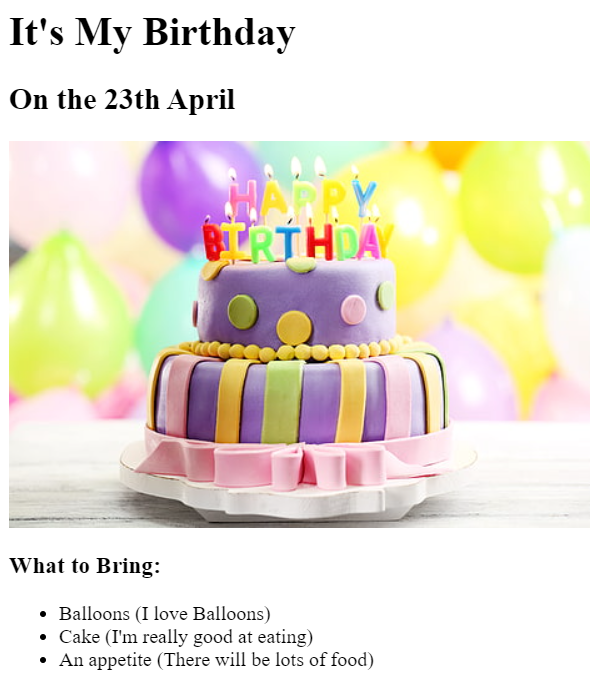 It's My Birthday
On the 23th April
HAPPY
BIRTHDAY
What to Bring:
Balloons (I love Balloons)
Cake (I'm really good at eating)
An appetite (There will be lots of food)